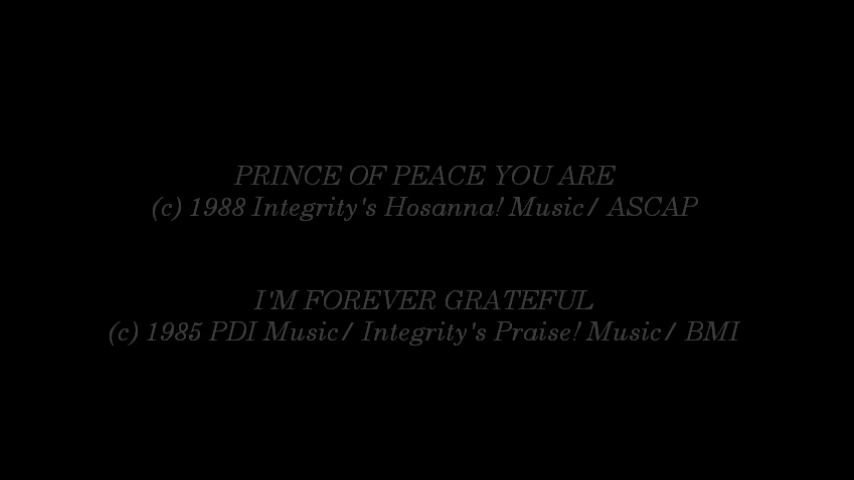 PRINCE OF PEACE YOU ARE
(c) 1988 Integrity's Hosanna! Music/ ASCAP
I'M FOREVER GRATEFUL
(c) 1985 PDI Music/ Integrity's Praise! Music/ BMI